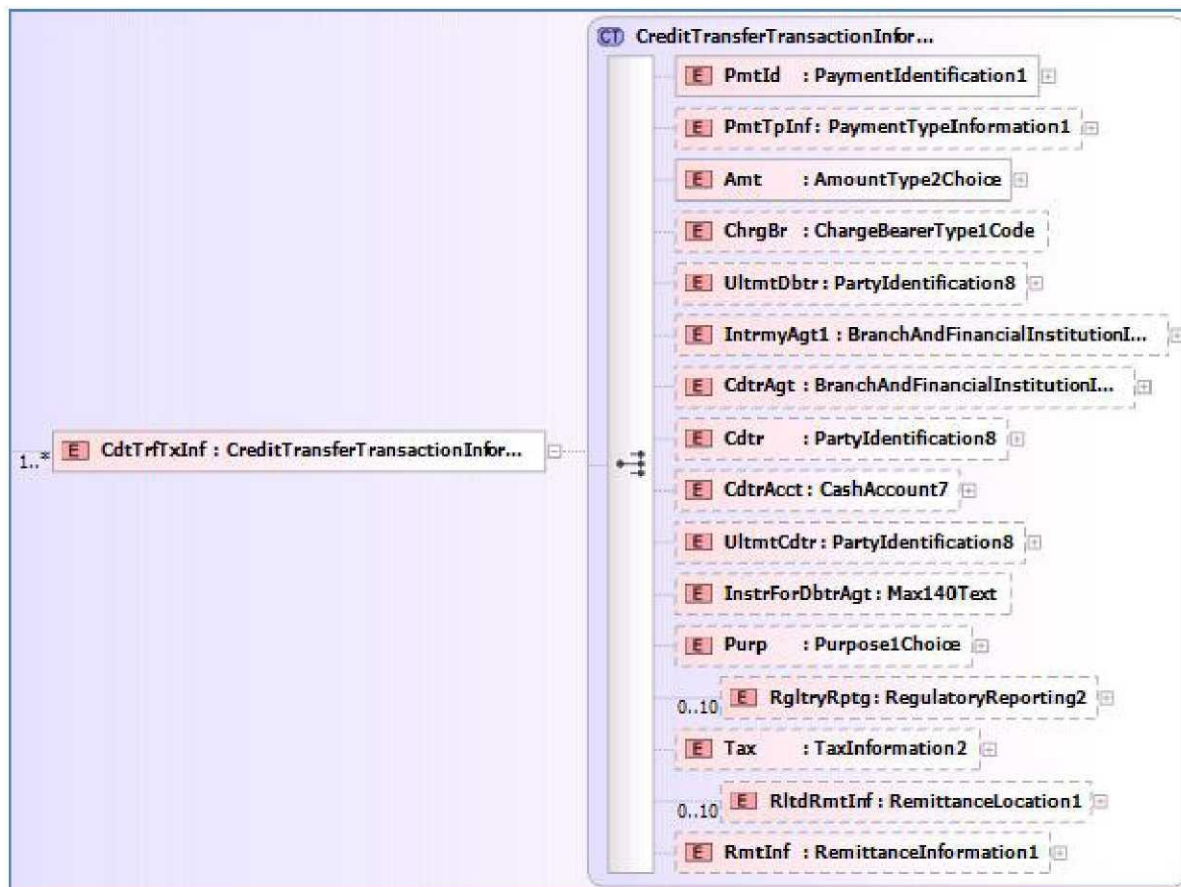 CT CreditTransferTransactionInfor...
E PmtId : PaymentIdentification1
E PmtTpInf : PaymentTypeInformation1
E Amt : AmountType2Choice
E ChrgBr : ChargeBearerType1Code
E UltmtDbtr : PartyIdentification8
E IntrmyAgt1 : BranchAndFinancialInstitutionI...
E CdtrAgt : BranchAndFinancialInstitutionI...
E Cdtr : PartyIdentification8
1..* E CdtTrfTxInf : CreditTransferTransactionInfor...
E CdtrAcct : CashAccount7
E UltmtCdtr : PartyIdentification8
E InstrForDbtrAgt : Max140Text
E Purp : Purpose1Choice
0..10 E RgltryRptg : RegulatoryReporting2
E Tax : TaxInformation2
0..10 E RltdRmtInf : RemittanceLocation1
E RmtInf : RemittanceInformation1